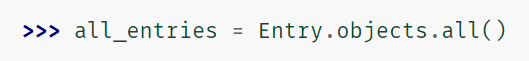 >>> all_entries = Entry.objects.all()